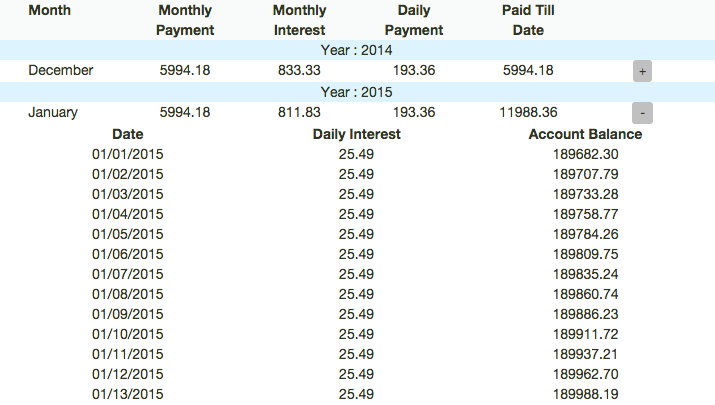 Month Monthly Payment Monthly Interest Daily Payment Paid Till Date
Year : 2014
December 5994.18 833.33 193.36 5994.18 +
Year : 2015
January 5994.18 811.83 193.36 11988.36 -
Date Daily Interest Account Balance
01/01/2015 25.49 189682.30
01/02/2015 25.49 189707.79
01/03/2015 25.49 189733.28
01/04/2015 25.49 189758.77
01/05/2015 25.49 189784.26
01/06/2015 25.49 189809.75
01/07/2015 25.49 189835.24
01/08/2015 25.49 189860.74
01/09/2015 25.49 189886.23
01/10/2015 25.49 189911.72
01/11/2015 25.49 189937.21
01/12/2015 25.49 189962.70
01/13/2015 25.49 189988.19